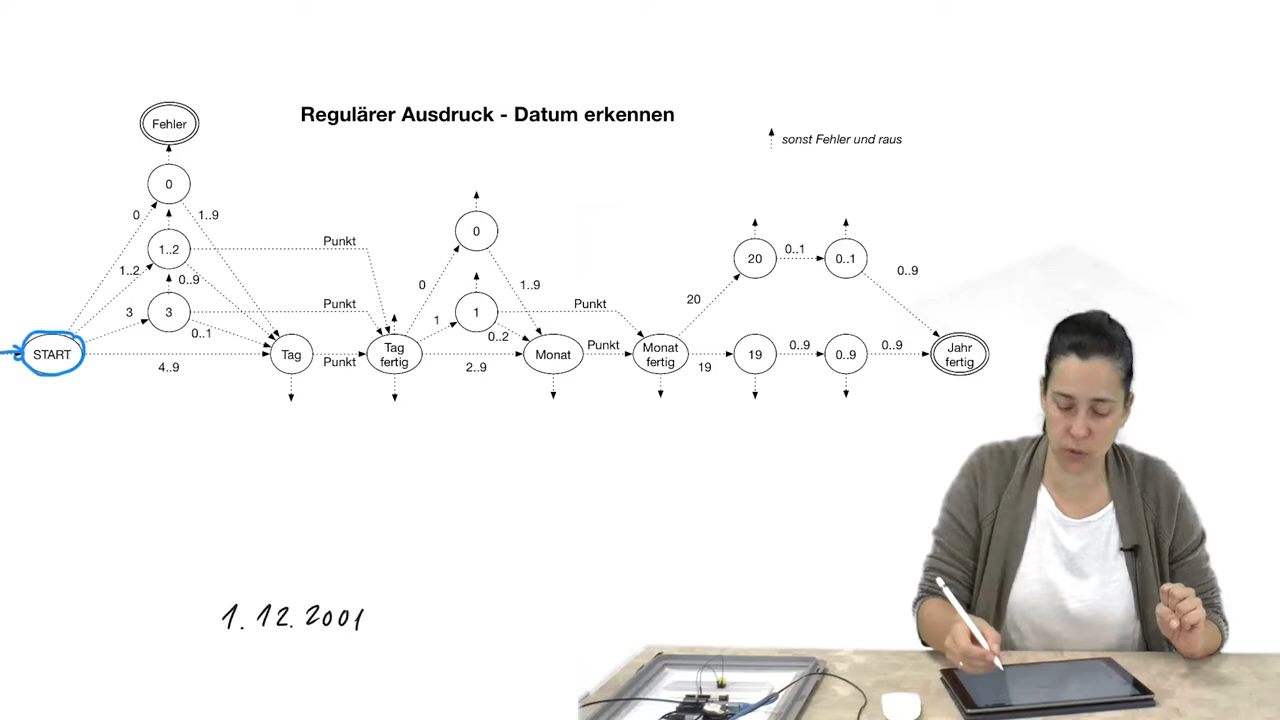 Regulärer Ausdruck - Datum erkennen
Fehler
sonst Fehler und raus
0
0
1..9
1..2
Punkt
1..2
0..9
3
3
Punkt
0..1
START
4..9
Tag
Punkt
Tag
fertig
0
0
1..9
1
1
Punkt
0..2
2..9
Monat
Punkt
Monat
fertig
20
20
0..1
0..1
0..9
19
19
0..9
0..9
0..9
Jahr
fertig
1. 12. 2001